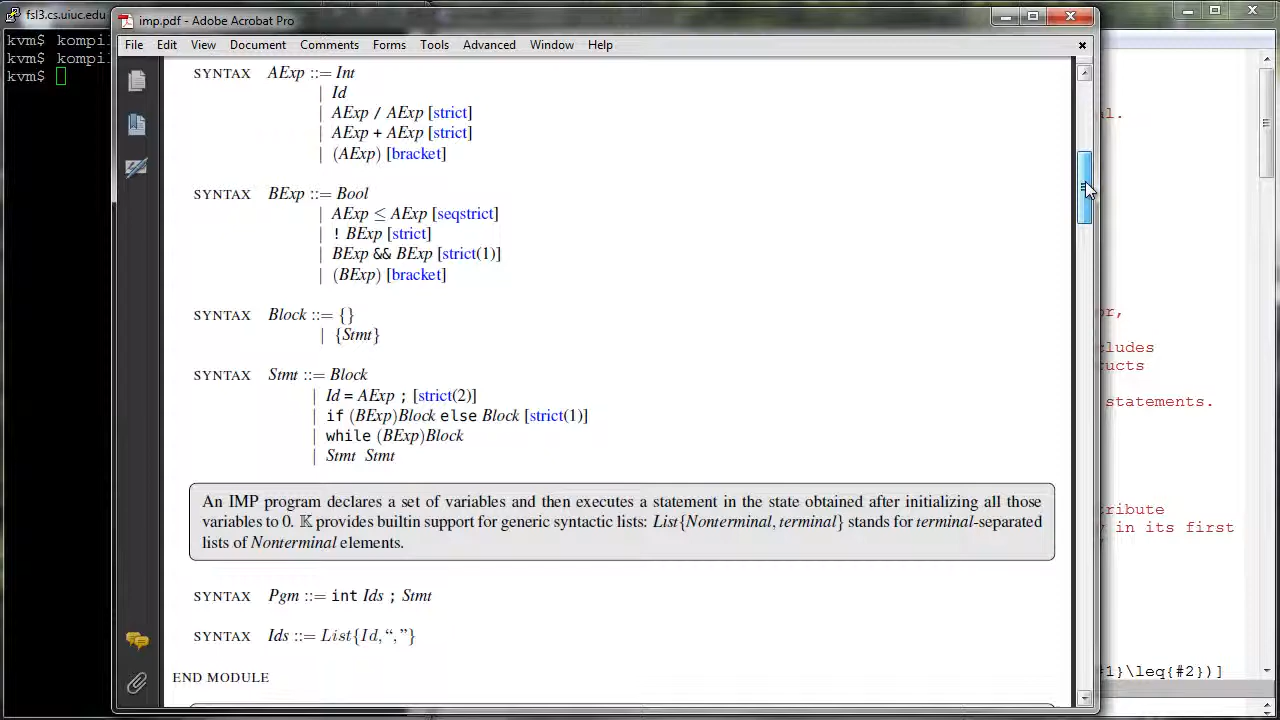 fsl3.cs.uiuc.edu
imp.pdf - Adobe Acrobat Pro
kvm$ kompil
kvm$ kompil
kvm$
File Edit View Document Comments Forms Tools Advanced Window Help
SYNTAX AExp ::= Int
| Id
| AExp / AExp [strict]
| AExp + AExp [strict]
| (AExp) [bracket]
SYNTAX BExp ::= Bool
| AExp ≤ AExp [seqstrict]
| ! BExp [strict]
| BExp && BExp [strict(1)]
| (BExp) [bracket]
SYNTAX Block ::= {}
| {Stmt}
SYNTAX Stmt ::= Block
| Id = AExp ; [strict(2)]
| if (BExp)Block else Block [strict(1)]
| while (BExp)Block
| Stmt Stmt
An IMP program declares a set of variables and then executes a statement in the state obtained after initializing all those
variables to 0. 𝕂 provides builtin support for generic syntactic lists: List{Nonterminal, terminal} stands for terminal-separated
lists of Nonterminal elements.
SYNTAX Pgm ::= int Ids ; Stmt
SYNTAX Ids ::= List{Id, “,”}
END MODULE
al.
or,
cludes
ucts
statements.
ribute
y in its first
1}\leq{#2})]